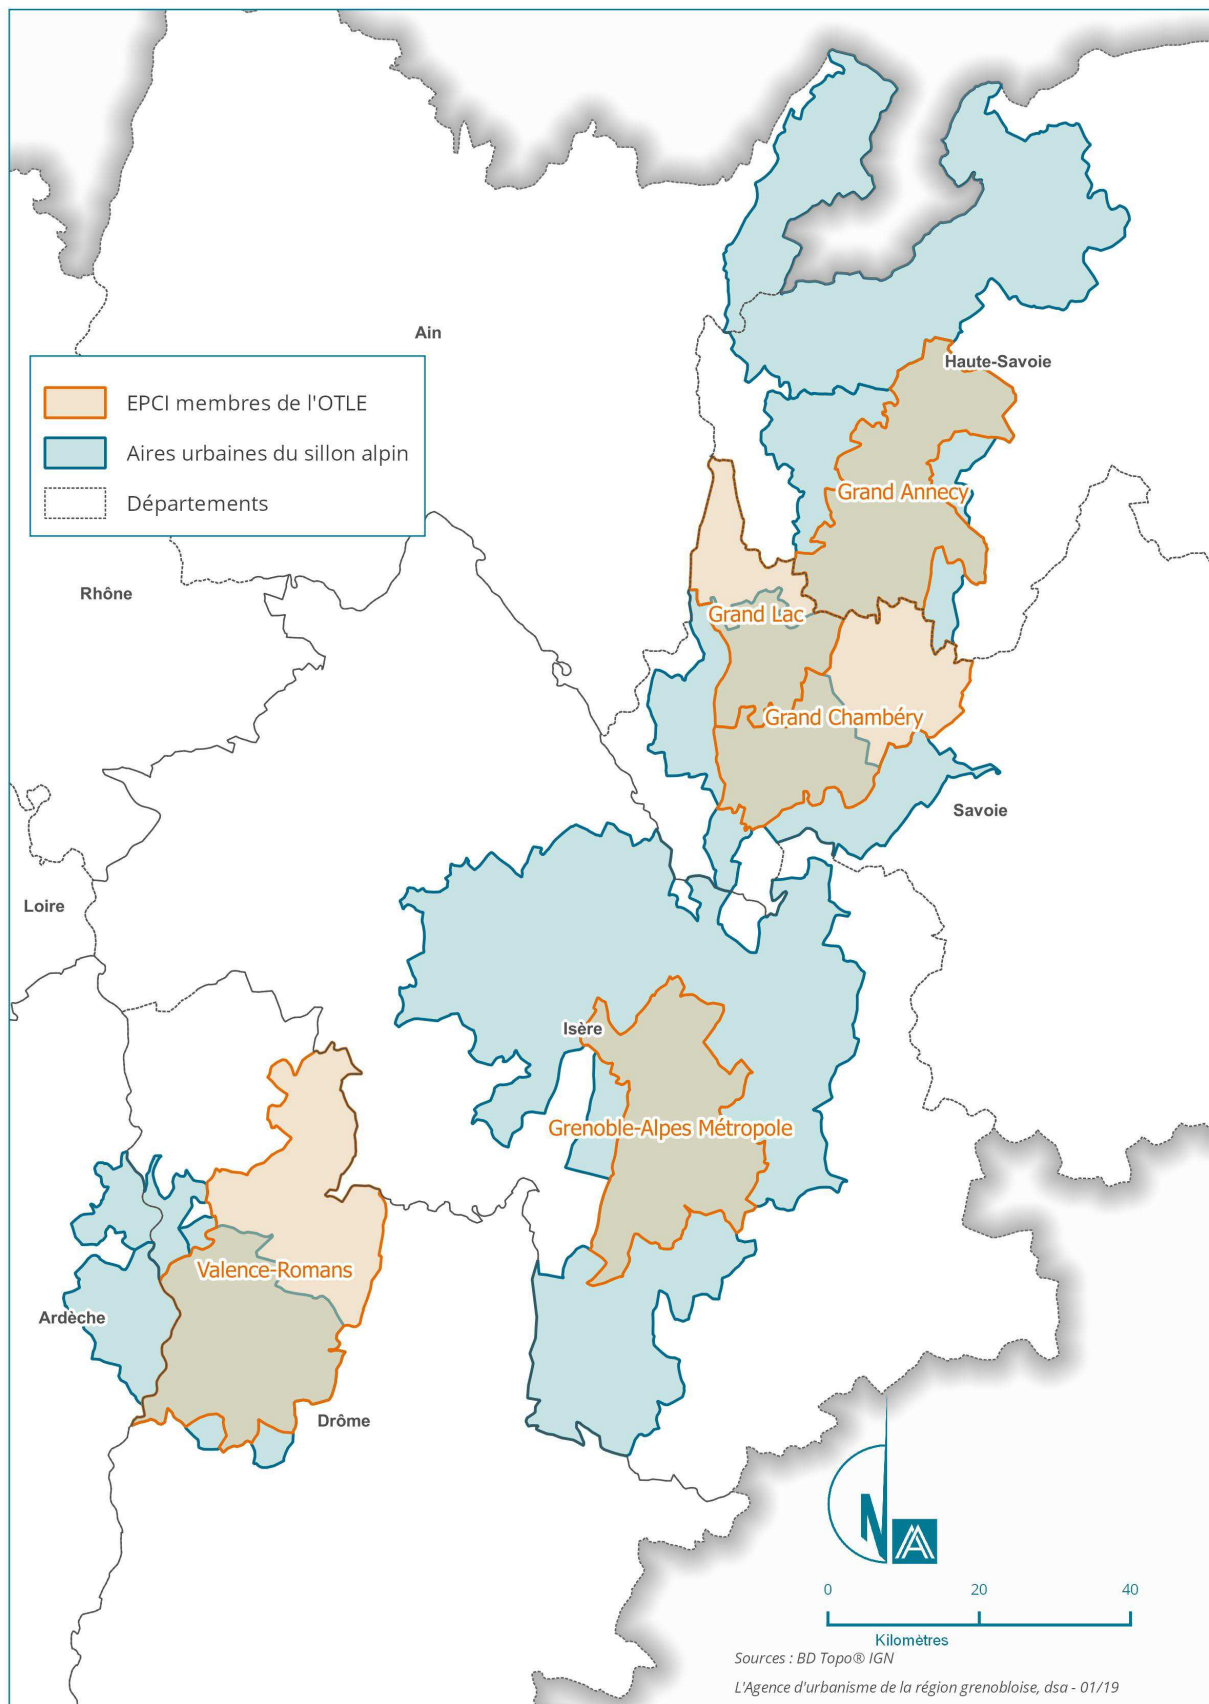 Ain
Haute-Savoie
EPCI membres de l'OTLE
Aires urbaines du sillon alpin
Départements
Grand Annecy
Rhône
Grand Lac
Grand Chambéry
Savoie
Loire
Isère
Grenoble-Alpes Métropole
Valence-Romans
Ardèche
Drôme
N
0 20 40
Kilomètres
Sources : BD Topo® IGN
L'Agence d'urbanisme de la région grenobloise, dsa - 01/19